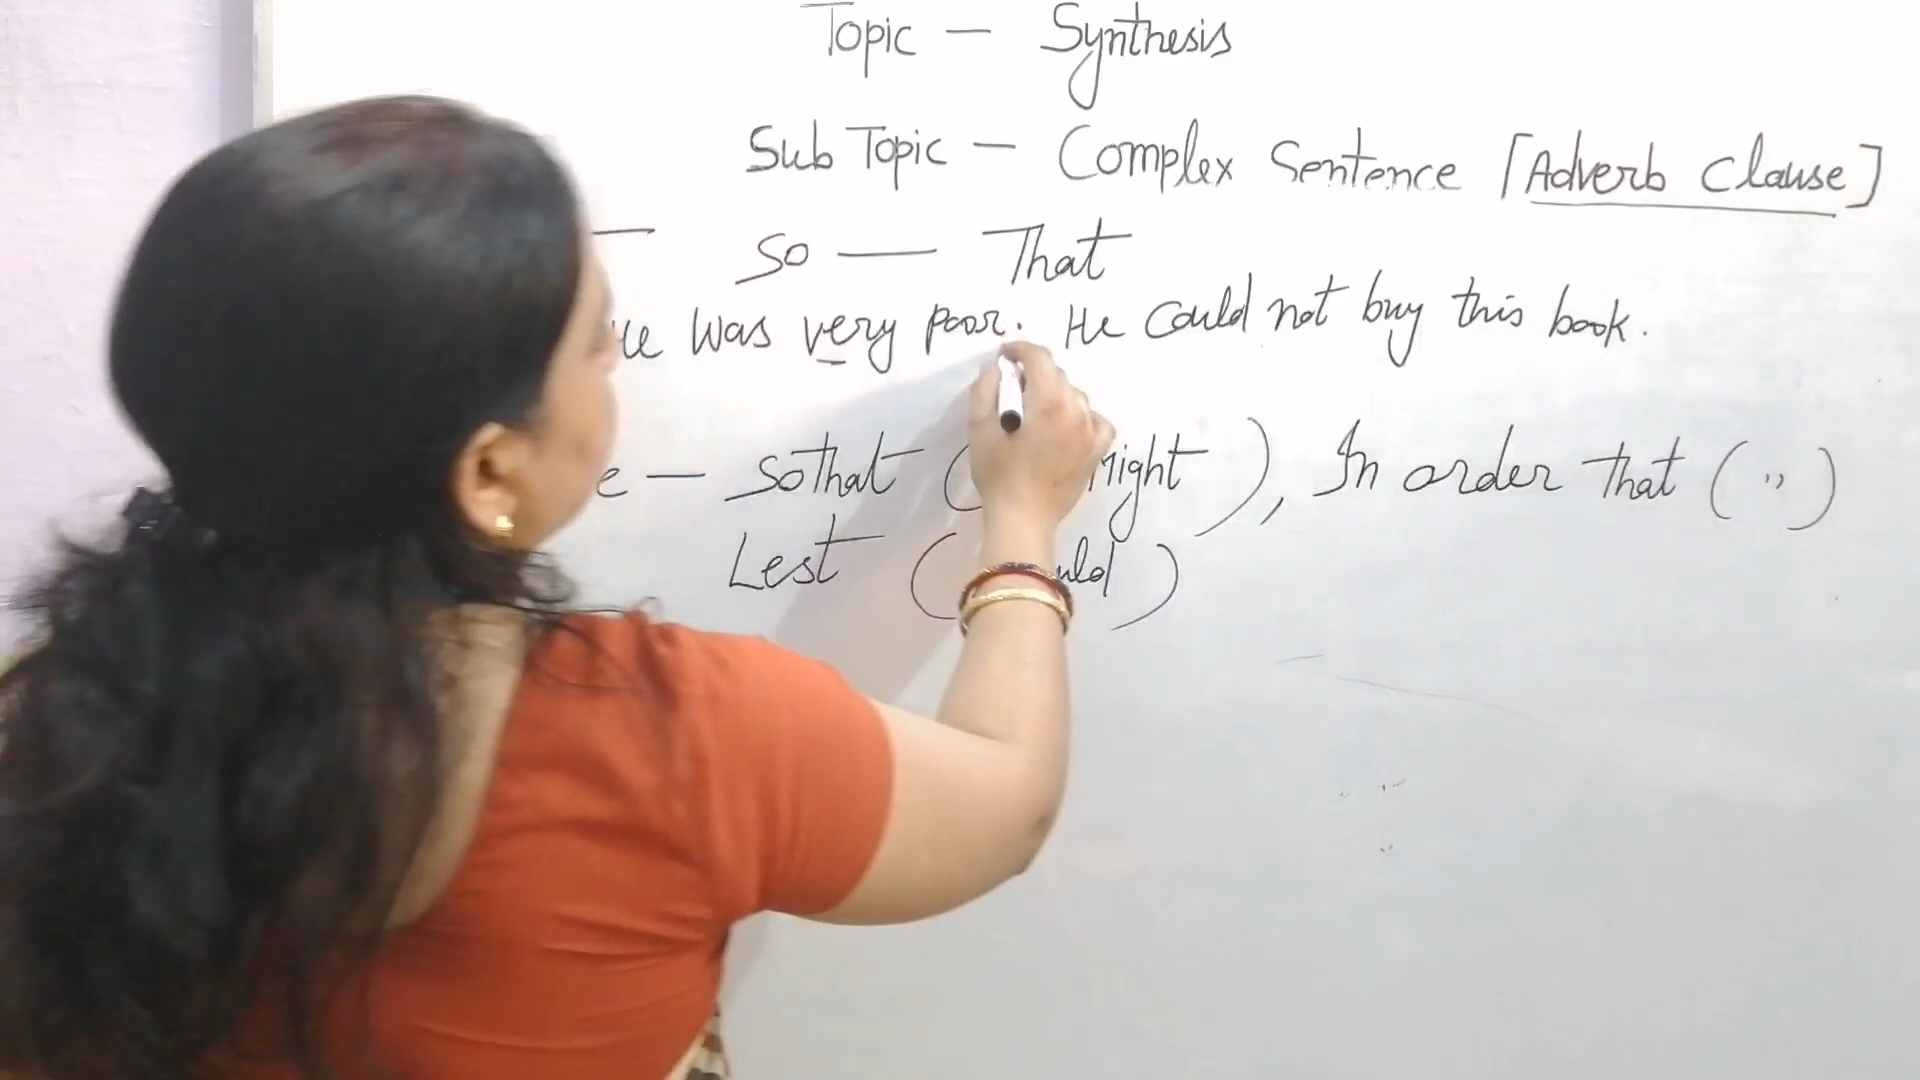 Topic — Synthesis
Sub Topic — Complex Sentence [Adverb Clause]
— So — That
He was very poor. He could not buy this book.
— So that ( might ), In order that ( " )
Lest ( )